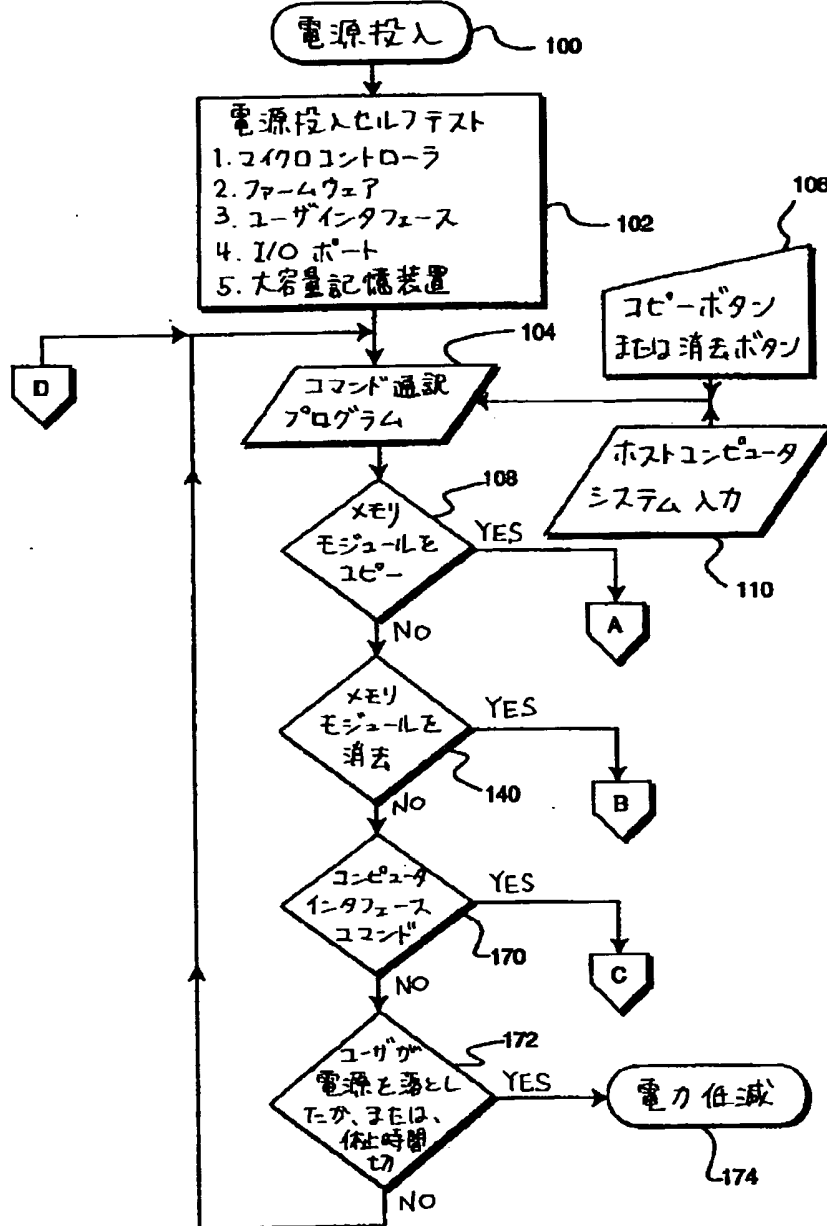 電源投入
100
電源投入セルフテスト
1. マイクロコントローラ
2. ファームウェア
3. ユーザインタフェース
4. I/O ポート
5. 大容量記憶装置
102
108
コピーボタン
または消去ボタン
104
D
コマンド通訳
プログラム
ホストコンピュータ
システム入力
110
108
メモリ
モジュールを
コピー
YES
A
NO
メモリ
モジュールを
消去
YES
140
B
NO
コンピュータ
インタフェース
コマンド
YES
170
C
NO
172
ユーザが
電源を落とし
たか、または、
休止時間
切
YES
電力低減
174
NO